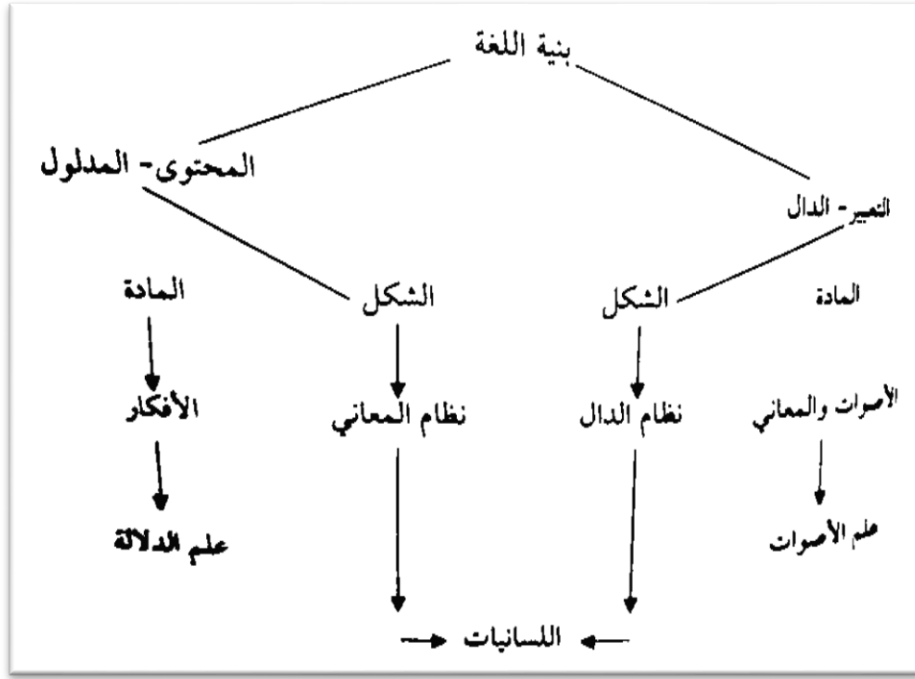 بنية اللغة
المحتوى - المدلول
التعبير - الدال
المادة
الشكل
الشكل
المادة
الأصوات والمعاني
نظام الدال
نظام المعاني
الأفكار
علم الأصوات
علم الدلالة
اللسانيات